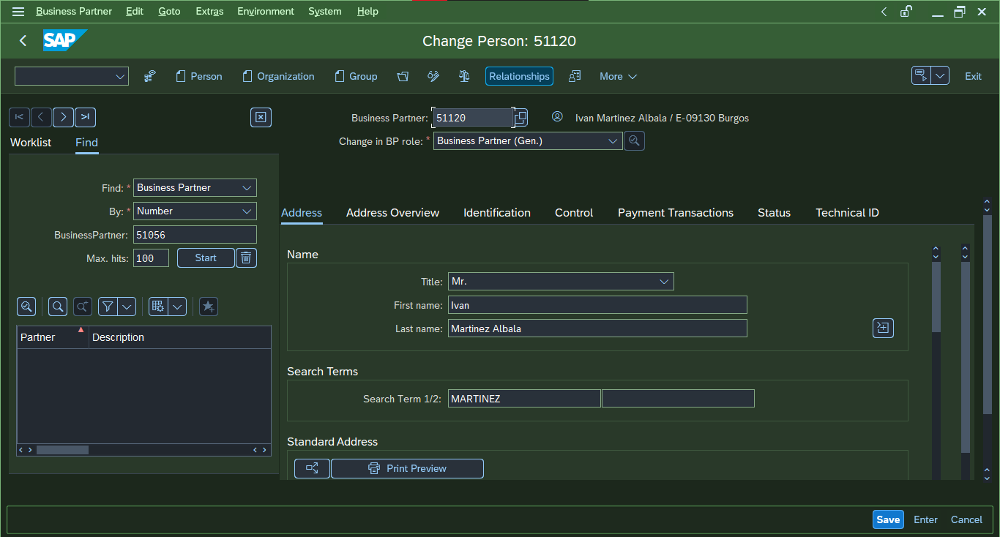 Business Partner Edit Goto Extras Environment System Help
SAP Change Person: 51120
Person Organization Group Relationships More Exit
Business Partner: 51120 Ivan Martinez Albala / E-09130 Burgos
Worklist Find
Change in BP role: * Business Partner (Gen.)
Find: * Business Partner
By: * Number
BusinessPartner: 51056
Max. hits: 100 Start
Partner Description
Address Address Overview Identification Control Payment Transactions Status Technical ID
Name
Title: Mr.
First name: Ivan
Last name: Martinez Albala
Search Terms
Search Term 1/2: MARTINEZ
Standard Address
Print Preview
Save Enter Cancel